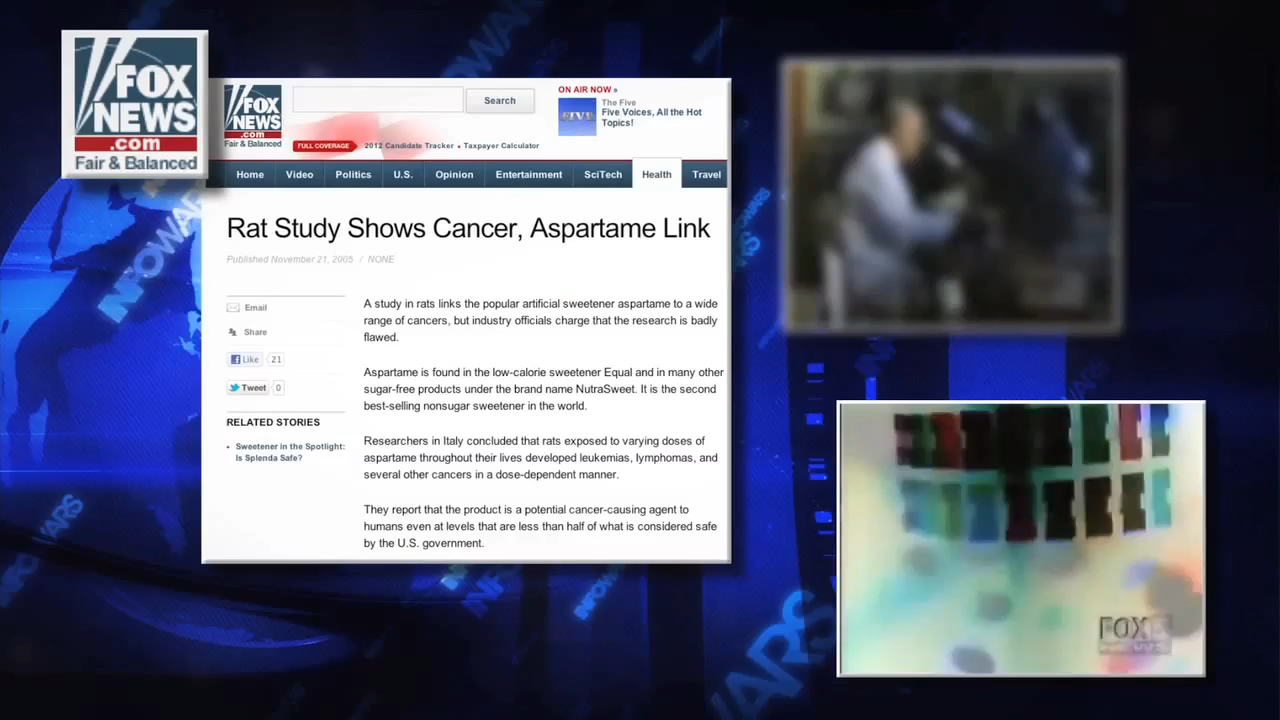 FOX
NEWS
.com
Fair & Balanced
FOX
NEWS
.com
Fair & Balanced
Search
ON AIR NOW »
The Five
Five Voices, All the Hot
Topics!
FIVE
FULL COVERAGE
2012 Candidate Tracker • Taxpayer Calculator
Home Video Politics U.S. Opinion Entertainment SciTech Health Travel
Rat Study Shows Cancer, Aspartame Link
Published November 21, 2005 / NONE
Email
Share
Like 21
Tweet 0
RELATED STORIES
• Sweetener in the Spotlight:
Is Splenda Safe?
A study in rats links the popular artificial sweetener aspartame to a wide
range of cancers, but industry officials charge that the research is badly
flawed.
Aspartame is found in the low-calorie sweetener Equal and in many other
sugar-free products under the brand name NutraSweet. It is the second
best-selling nonsugar sweetener in the world.
Researchers in Italy concluded that rats exposed to varying doses of
aspartame throughout their lives developed leukemias, lymphomas, and
several other cancers in a dose-dependent manner.
They report that the product is a potential cancer-causing agent to
humans even at levels that are less than half of what is considered safe
by the U.S. government.
INFOWARS
INFOWARS
INFOWARS
FOX
NEWS